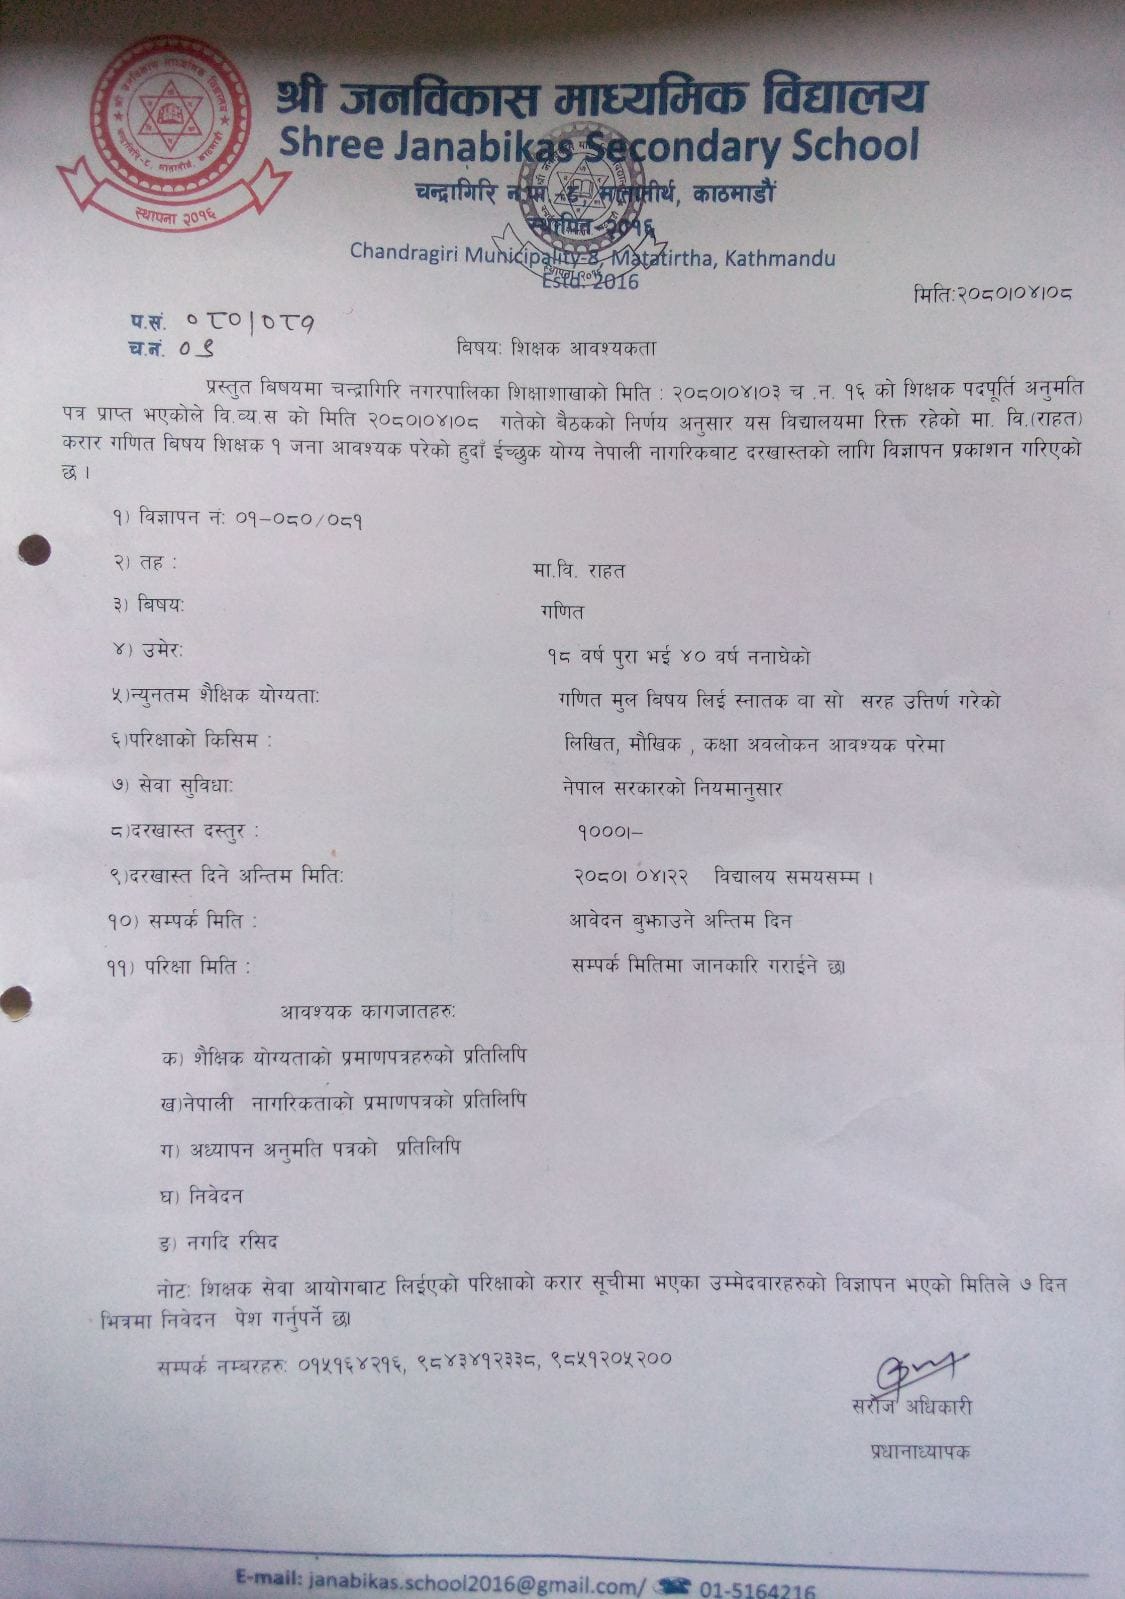 श्री जनविकास माध्यमिक विद्यालय
Shree Janabikas Secondary School
चन्द्रागिरि न.पा. -८, मातातीर्थ, काठमाडौं
स्थापित २०१६
Chandragiri Municipality-8, Matatirtha, Kathmandu
Estd. 2016
स्थापना २०१६
मिति:२०८०।०४।०८
प.सं. ०८०/०८१
च.नं. ०९
बिषयः शिक्षक आवश्यकता
प्रस्तुत बिषयमा चन्द्रागिरि नगरपालिका शिक्षाशाखाको मिति : २०८०।०४।०३ च .न. १६ को शिक्षक पदपूर्ति अनुमति
पत्र प्राप्त भएकोले वि.व्य.स को मिति २०८०।०४।०८ गतेको बैठकको निर्णय अनुसार यस विद्यालयमा रिक्त रहेको मा. वि.(राहत)
करार गणित बिषय शिक्षक १ जना आवश्यक परेको हुदाँ ईच्छुक योग्य नेपाली नागरिकबाट दरखास्तको लागि विज्ञापन प्रकाशन गरिएको
छ ।
१) विज्ञापन नंः ०१-०८०/०८१
२) तह : मा.वि. राहत
३) बिषयः गणित
४) उमेरः १८ वर्ष पुरा भई ४० वर्ष ननाघेको
५)न्युनतम शैक्षिक योग्यताः गणित मुल बिषय लिई स्नातक वा सो सरह उत्तिर्ण गरेको
६)परिक्षाको किसिम : लिखित, मौखिक , कक्षा अवलोकन आवश्यक परेमा
७) सेवा सुविधाः नेपाल सरकारको नियमानुसार
८)दरखास्त दस्तुर : १०००।–
९)दरखास्त दिने अन्तिम मितिः २०८०। ०४।२२ विद्यालय समयसम्म ।
१०) सम्पर्क मिति : आवेदन बुझाउने अन्तिम दिन
११) परिक्षा मिति : सम्पर्क मितिमा जानकारि गराईने छ।
आवश्यक कागजातहरुः
क) शैक्षिक योग्यताको प्रमाणपत्रहरुको प्रतिलिपि
ख)नेपाली नागरिकताको प्रमाणपत्रको प्रतिलिपि
ग) अध्यापन अनुमति पत्रको प्रतिलिपि
घ) निवेदन
ङ) नगदि रसिद
नोटः शिक्षक सेवा आयोगबाट लिईएको परिक्षाको करार सूचीमा भएका उम्मेदवारहरुको विज्ञापन भएको मितिले ७ दिन
भित्रमा निवेदन पेश गर्नुपर्ने छ।
सम्पर्क नम्बरहरुः ०१५१६४२१६, ९८४३४१२३३८, ९८५१२०५२००
सरोज अधिकारी
प्रधानाध्यापक
E-mail: janabikas.school2016@gmail.com/ ☎ 01-5164216